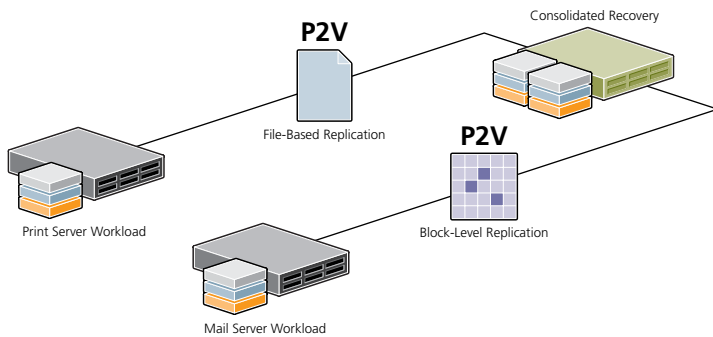 Consolidated Recovery
P2V
File-Based Replication
P2V
Print Server Workload
Block-Level Replication
Mail Server Workload